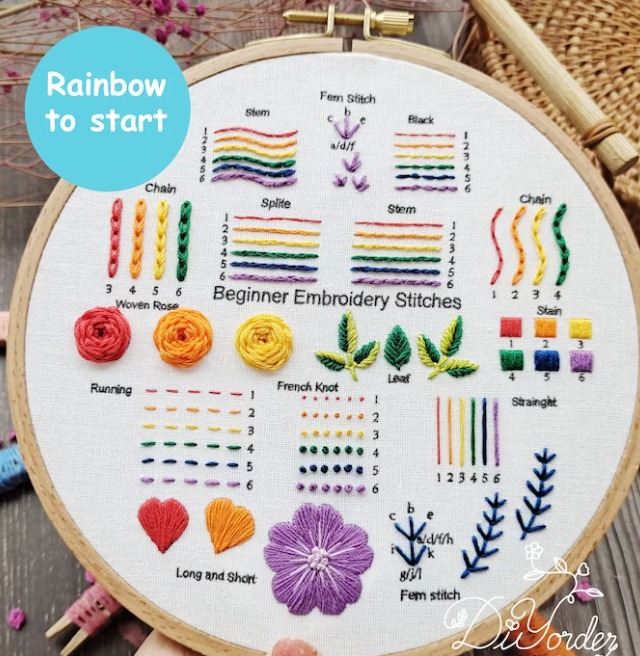 Rainbow
to start
Stem
1
2
3
4
5
6
Fern Stitch
b
c e
a/d/f
Black
1
2
3
4
5
6
Chain
3 4 5 6
Splite
1
2
3
4
5
6
Stem
1
2
3
4
5
6
Chain
1 2 3 4
Beginner Embroidery Stitches
Woven Rose
Leaf
Stain
1 2 3
4 5 6
Running
1
2
3
4
5
6
French Knot
1
2
3
4
5
6
Strainght
1 2 3 4 5 6
Long and Short
b
c e
a/d/f/h
i k
g/j/l
Fern stitch
DiYorder